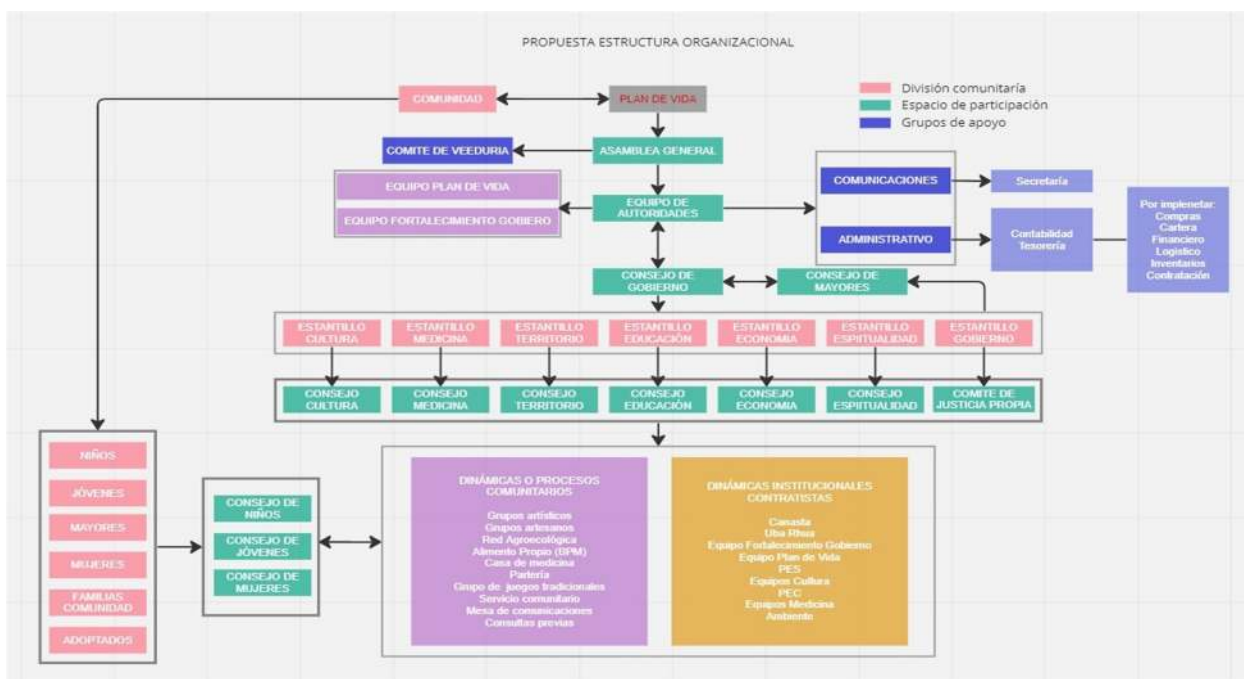 PROPUESTA ESTRUCTURA ORGANIZACIONAL
División comunitaría
Espacio de participación
Grupos de apoyo
COMUNIDAD
PLAN DE VIDA
COMITE DE VEEDURIA
ASAMBLEA GENERAL
EQUIPO PLAN DE VIDA
EQUIPO FORTALECIMIENTO GOBIERO
EQUIPO DE
AUTORIDADES
COMUNICACIONES
ADMINISTRATIVO
Secretaría
Contabilidad
Tesorería
Por implenetar:
Compras
Cartera
Financiero
Logístico
Inventarios
Contratación
CONSEJO DE
GOBIERNO
CONSEJO DE
MAYORES
ESTANTILLO
CULTURA
ESTANTILLO
MEDICINA
ESTANTILLO
TERRITORIO
ESTANTILLO
EDUCACIÓN
ESTANTILLO
ECONOMIA
ESTANTILLO
ESPIITUALIDAD
ESTANTILLO
GOBIERNO
CONSEJO
CULTURA
CONSEJO
MEDICINA
CONSEJO
TERRITORIO
CONSEJO
EDUCACIÓN
CONSEJO
ECONOMIA
CONSEJO
ESPIITUALIDAD
COMITE DE
JUSTICIA PROPIA
NIÑOS
JÓVENES
MAYORES
MUJERES
FAMILIAS
COMUNIDAD
ADOPTADOS
CONSEJO DE
NIÑOS
CONSEJO DE
JÓVENES
CONSEJO DE
MUJERES
DINÁMICAS O PROCESOS
COMUNITARIOS
Grupos artísticos
Grupos artesanos
Red Agroecológica
Alimento Propio (BPM)
Casa de medicina
Partería
Grupo de juegos tradicionales
Servicio comunitario
Mesa de comunicaciones
Consultas previas
DINÁMICAS INSTITUCIONALES
CONTRATISTAS
Canasta
Uba Rhua
Equipo Fortalecimiento Gobierno
Equipo Plan de Vida
PES
Equipos Cultura
PEC
Equipos Medicina
Ambiente